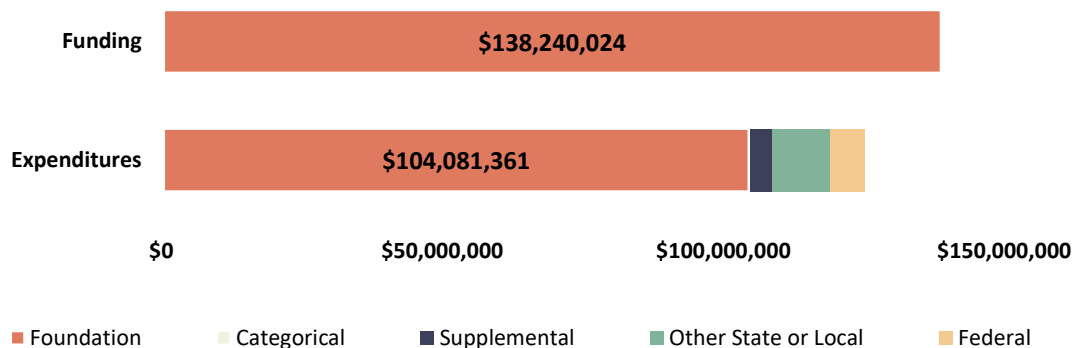 Funding
$138,240,024
Expenditures
$104,081,361
$0 $50,000,000 $100,000,000 $150,000,000
Foundation Categorical Supplemental Other State or Local Federal